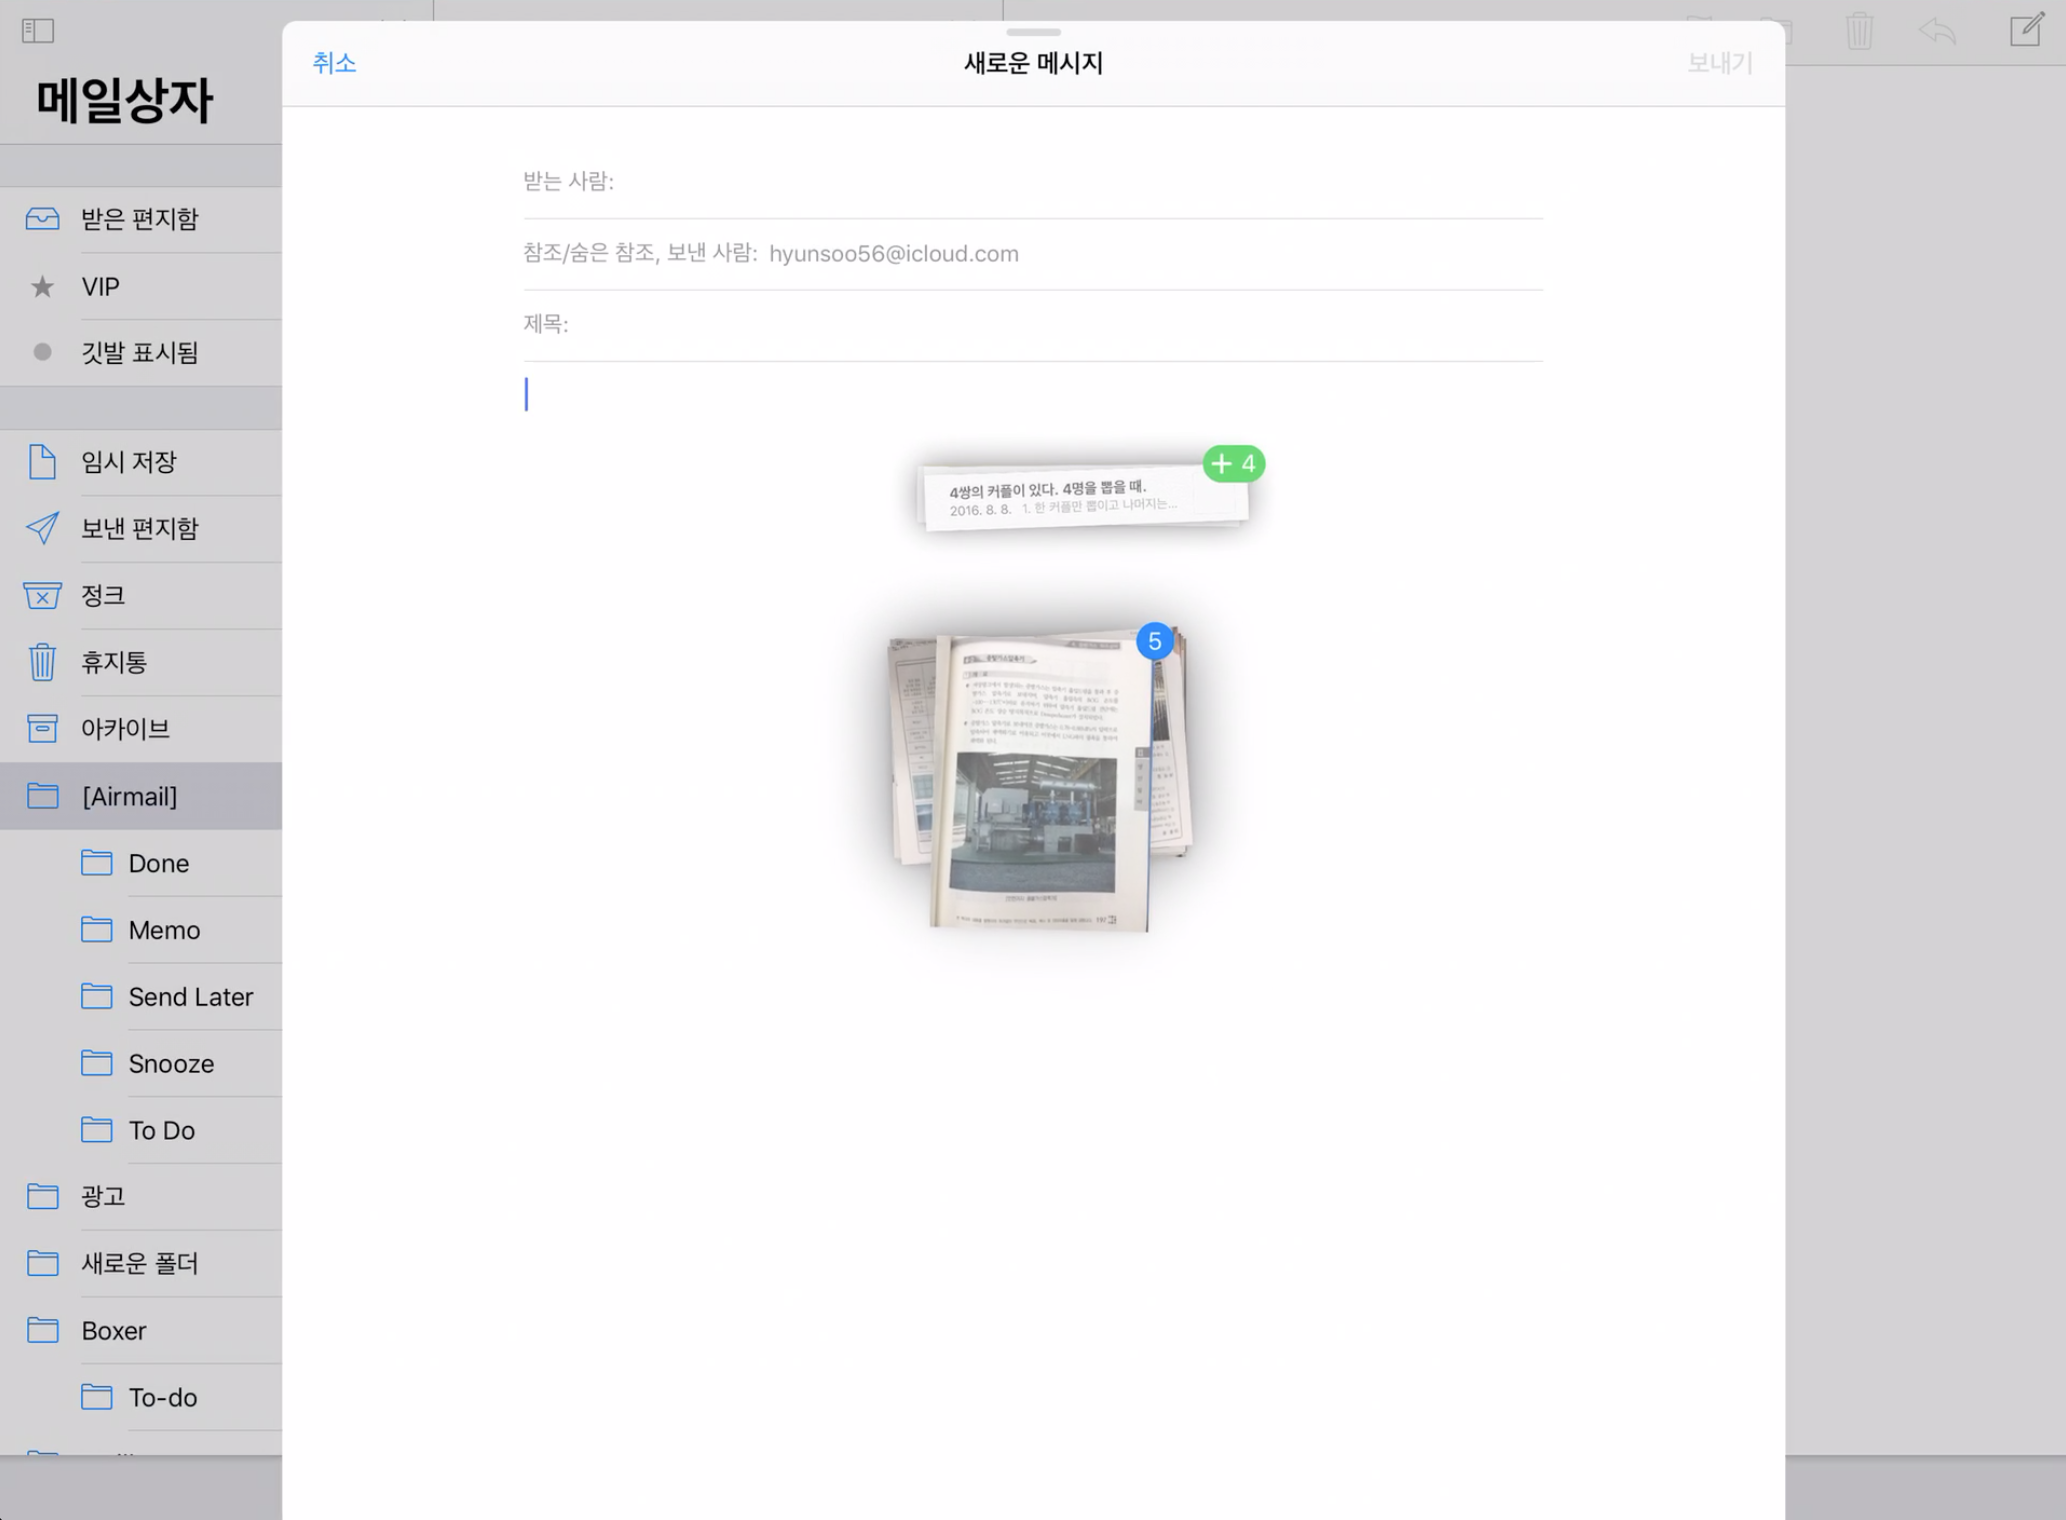 메일상자
받은 편지함
VIP
깃발 표시됨
임시 저장
보낸 편지함
정크
휴지통
아카이브
[Airmail]
Done
Memo
Send Later
Snooze
To Do
광고
새로운 폴더
Boxer
To-do
취소
새로운 메시지
보내기
받는 사람:
참조/숨은 참조, 보낸 사람: hyunsoo56@icloud.com
제목:
+ 4
4쌍의 커플이 있다. 4명을 뽑을 때.
2016. 8. 8. 1. 한 커플만 뽑이고 나머지는...
5